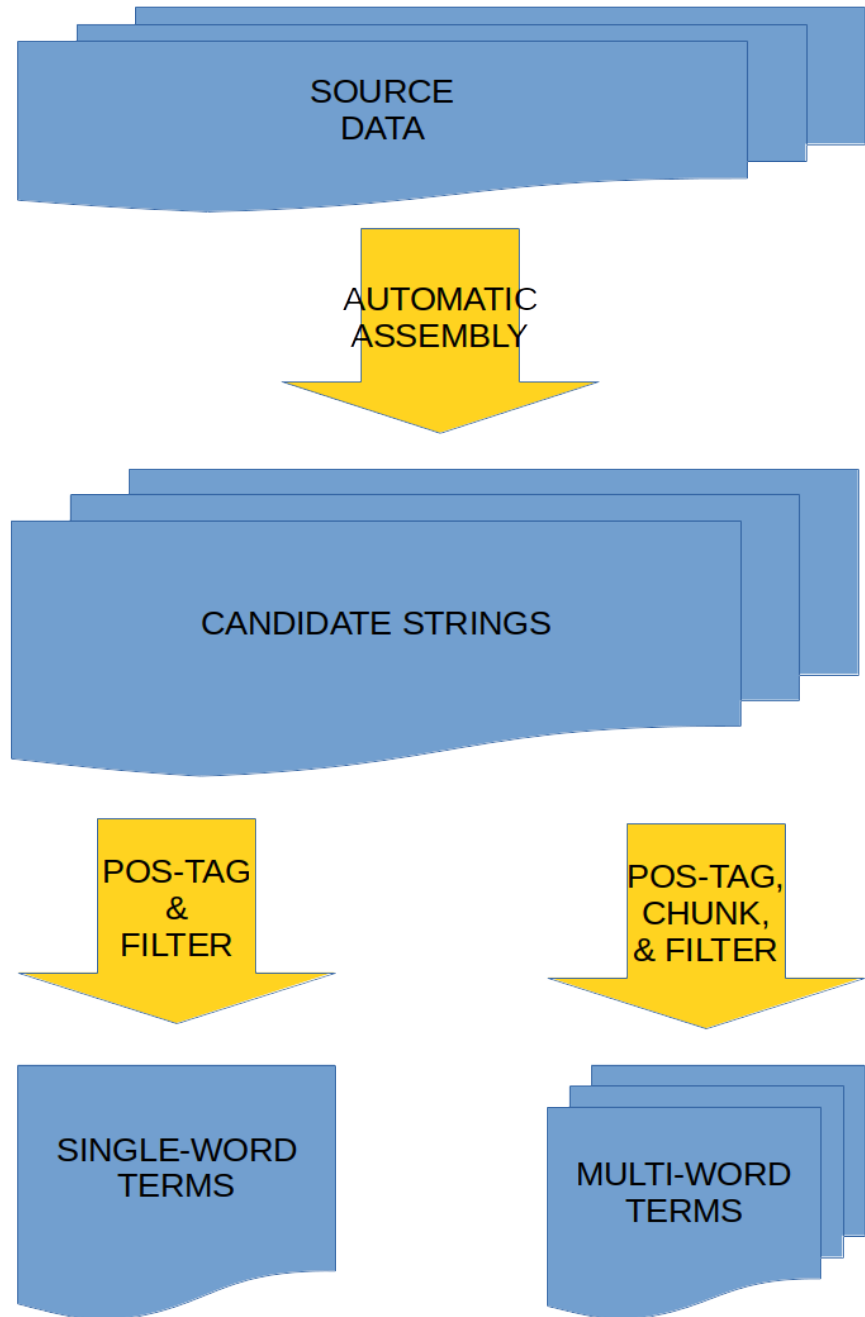 SOURCE
DATA
AUTOMATIC
ASSEMBLY
CANDIDATE STRINGS
POS-TAG
&
FILTER
POS-TAG,
CHUNK,
& FILTER
SINGLE-WORD
TERMS
MULTI-WORD
TERMS